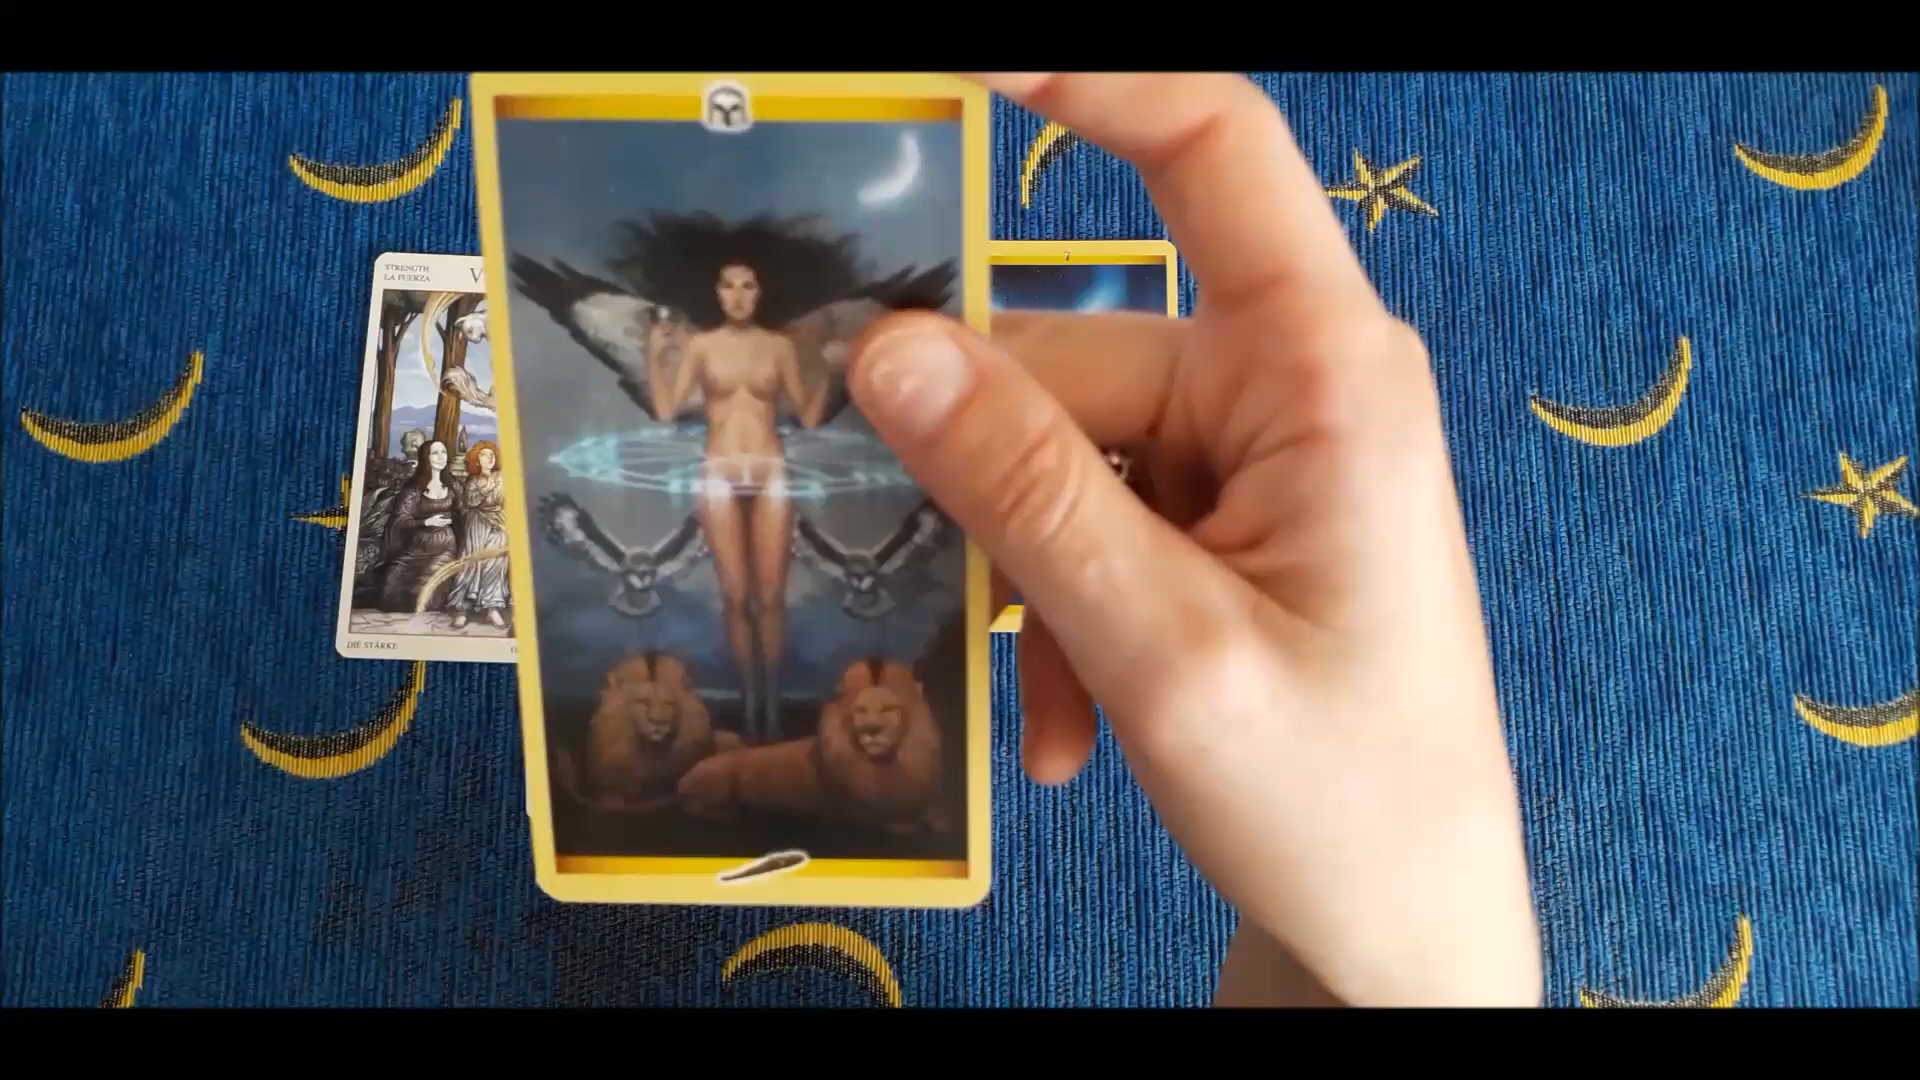 STRENGTH
LA FUERZA
V
DIE STÄRKE
D
7